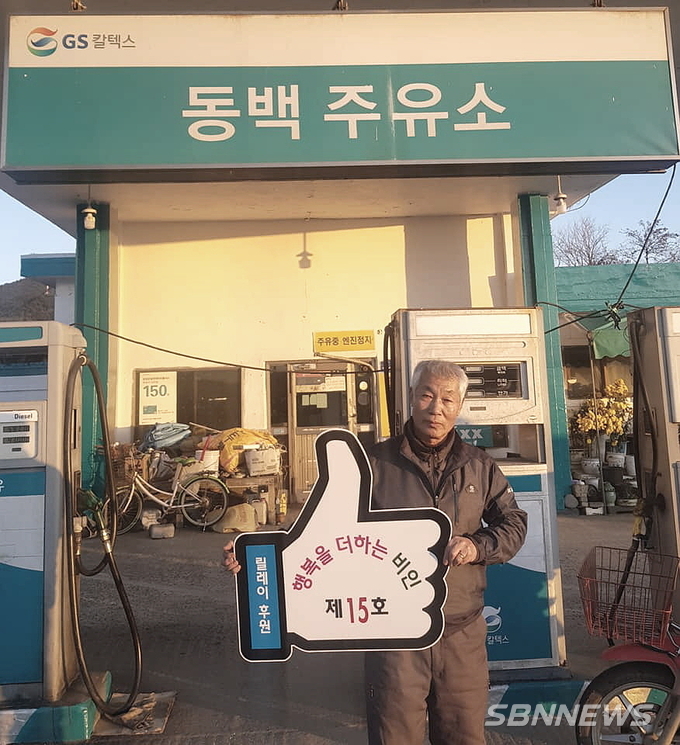 GS 칼텍스
동백 주유소
주유중 엔진정지
150
Diesel
XX
릴레이 후원
행복을 더하는 비인
제15호
칼텍스
SBNNEWS